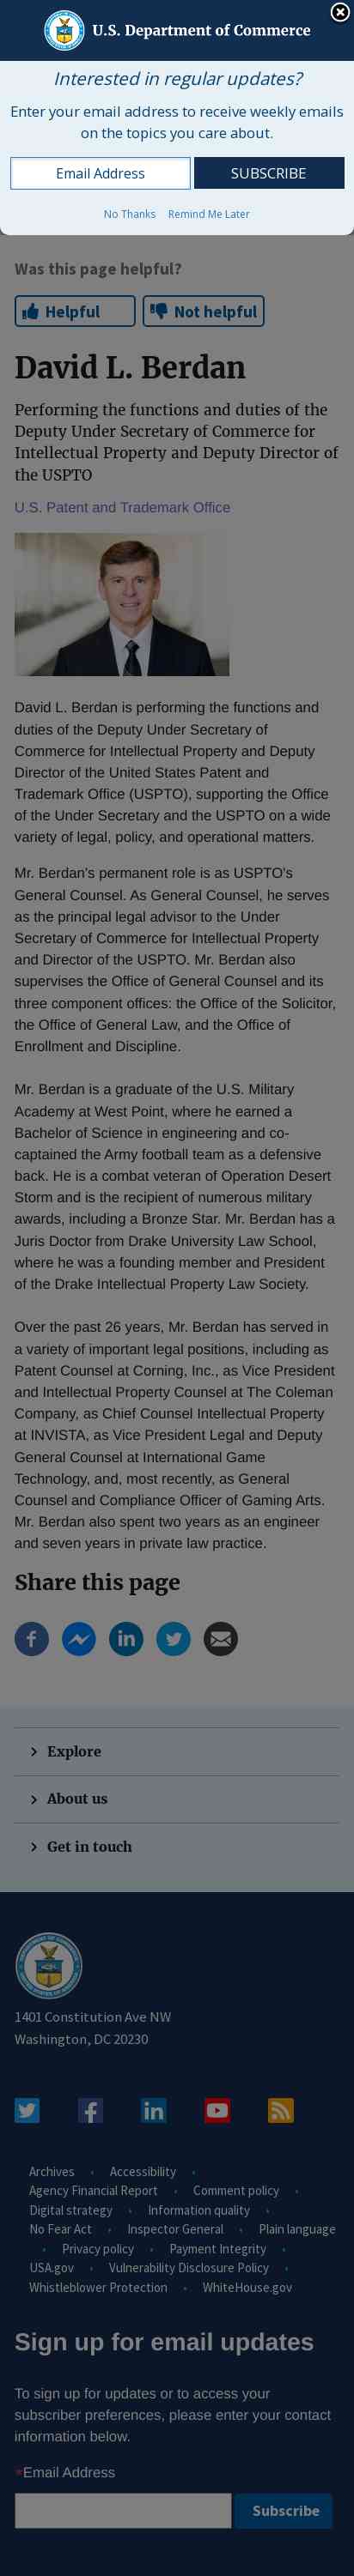 U.S. Department of Commerce
Interested in regular updates?
Enter your email address to receive weekly emails
on the topics you care about.
Email Address
SUBSCRIBE
No Thanks
Remind Me Later
Was this page helpful?
Helpful
Not helpful
David L. Berdan
Performing the functions and duties of the
Deputy Under Secretary of Commerce for
Intellectual Property and Deputy Director of
the USPTO
U.S. Patent and Trademark Office
David L. Berdan is performing the functions and
duties of the Deputy Under Secretary of
Commerce for Intellectual Property and Deputy
Director of the United States Patent and
Trademark Office (USPTO), supporting the Office
of the Under Secretary and the USPTO on a wide
variety of legal, policy, and operational matters.
Mr. Berdan's permanent role is as USPTO's
General Counsel. As General Counsel, he serves
as the principal legal advisor to the Under
Secretary of Commerce for Intellectual Property
and Director of the USPTO. Mr. Berdan also
supervises the Office of General Counsel and its
three component offices: the Office of the Solicitor,
the Office of General Law, and the Office of
Enrollment and Discipline.
Mr. Berdan is a graduate of the U.S. Military
Academy at West Point, where he earned a
Bachelor of Science in engineering and co-
captained the Army football team as a defensive
back. He is a combat veteran of Operation Desert
Storm and is the recipient of numerous military
awards, including a Bronze Star. Mr. Berdan has a
Juris Doctor from Drake University Law School,
where he was a founding member and President
of the Drake Intellectual Property Law Society.
Over the past 26 years, Mr. Berdan has served in
a variety of important legal positions, including as
Patent Counsel at Corning, Inc., as Vice President
and Intellectual Property Counsel at The Coleman
Company, as Chief Counsel Intellectual Property
at INVISTA, as Vice President Legal and Deputy
General Counsel at International Game
Technology, and, most recently, as General
Counsel and Compliance Officer of Gaming Arts.
Mr. Berdan also spent two years as an engineer
and seven years in private law practice.
Share this page
Explore
About us
Get in touch
1401 Constitution Ave NW
Washington, DC 20230
Archives • Accessibility •
Agency Financial Report • Comment policy •
Digital strategy • Information quality •
No Fear Act • Inspector General • Plain language
• Privacy policy • Payment Integrity •
USA.gov • Vulnerability Disclosure Policy •
Whistleblower Protection • WhiteHouse.gov
Sign up for email updates
To sign up for updates or to access your
subscriber preferences, please enter your contact
information below.
*Email Address
Subscribe